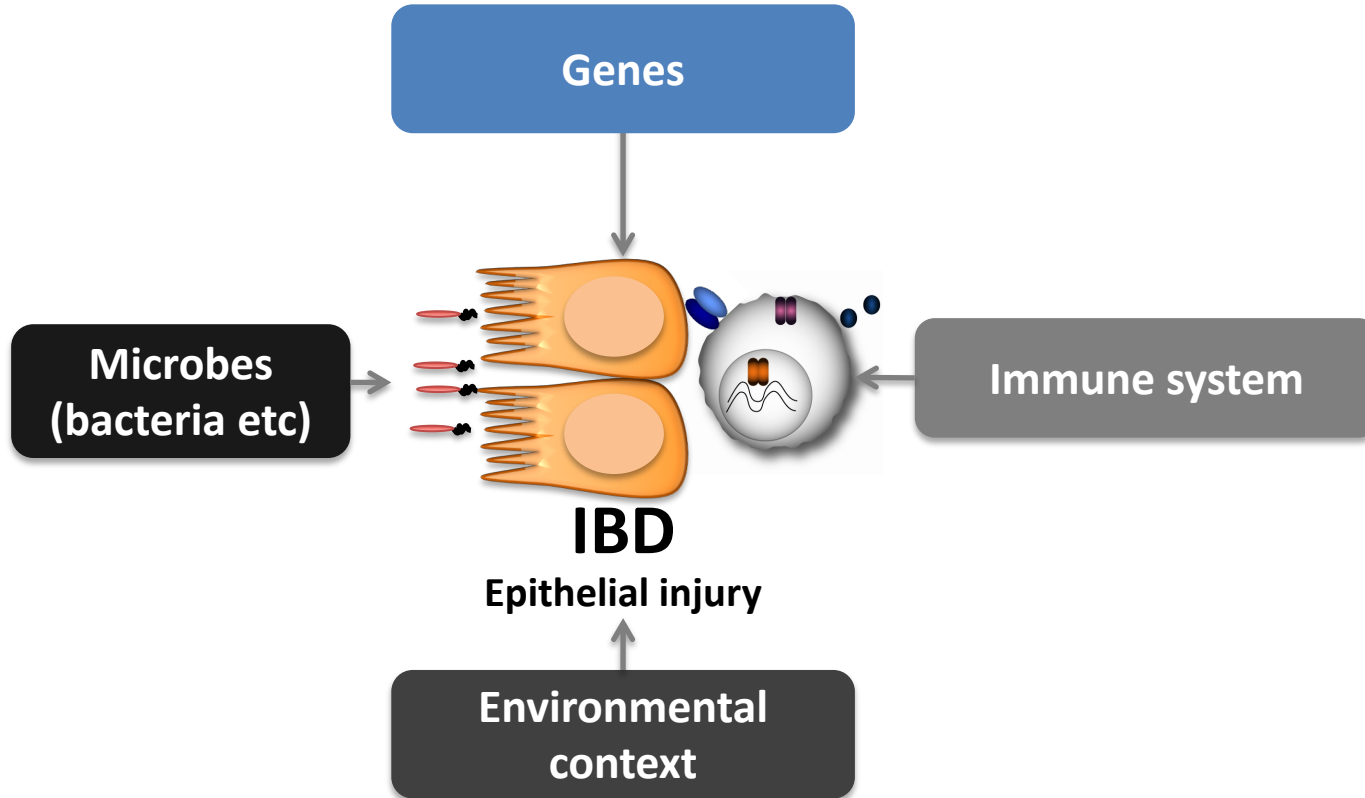 Genes
Microbes
(bacteria etc)
Immune system
IBD
Epithelial injury
Environmental
context